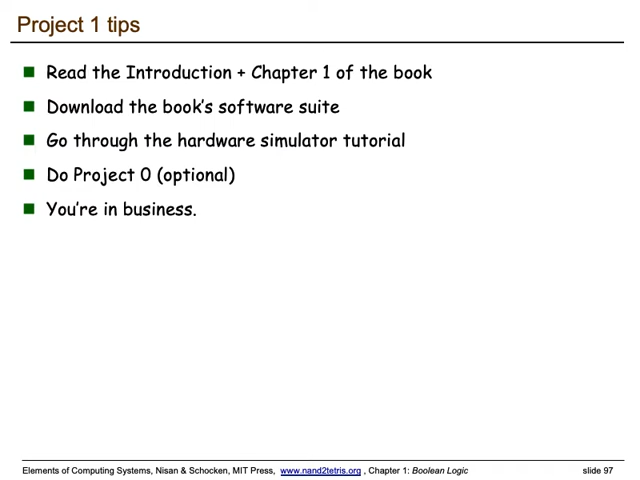 Project 1 tips
Read the Introduction + Chapter 1 of the book
Download the book's software suite
Go through the hardware simulator tutorial
Do Project 0 (optional)
You're in business.
Elements of Computing Systems, Nisan & Schocken, MIT Press, www.nand2tetris.org , Chapter 1: Boolean Logic slide 97